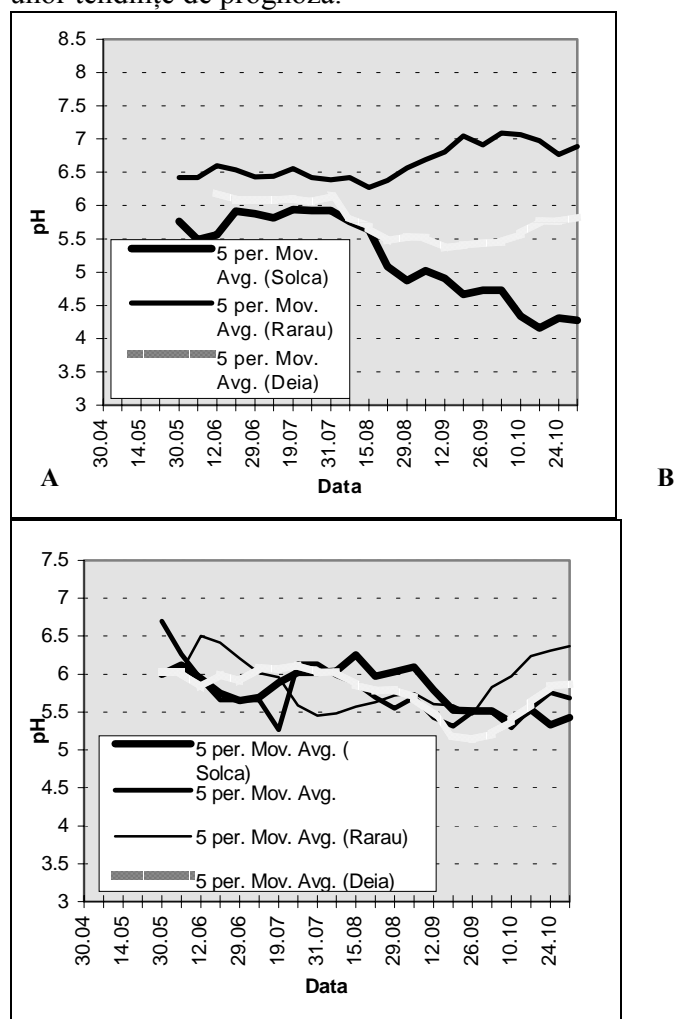 unor tendințe de prognoză.
8.5
8
7.5
7
6.5
6
5.5
5
4.5
4
3.5
3
pH
5 per. Mov.
Avg. (Solca)
5 per. Mov.
Avg. (Rarau)
5 per. Mov.
Avg. (Deia)
30.04
14.05
30.05
12.06
29.06
19.07
31.07
15.08
29.08
12.09
26.09
10.10
24.10
Data
A
B
7.5
7
6.5
6
5.5
5
4.5
4
3.5
3
pH
5 per. Mov. Avg. (
Solca)
5 per. Mov. Avg.
5 per. Mov. Avg. (Rarau)
5 per. Mov. Avg. (Deia)
30.04
14.05
30.05
12.06
29.06
19.07
31.07
15.08
29.08
12.09
26.09
10.10
24.10
Data